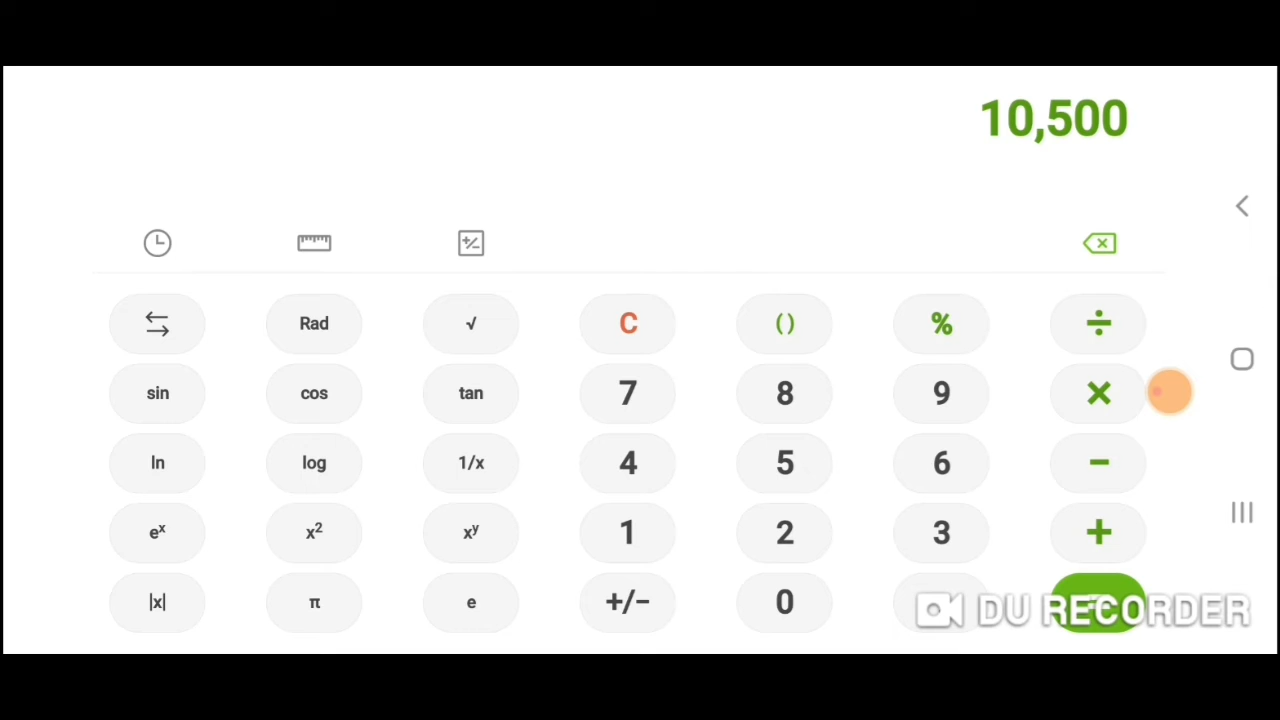 10,500
Rad √ C ( ) % ÷
sin cos tan 7 8 9 ×
ln log 1/x 4 5 6 −
eˣ x² xʸ 1 2 3 +
|x| π e +/− 0
DU RECORDER